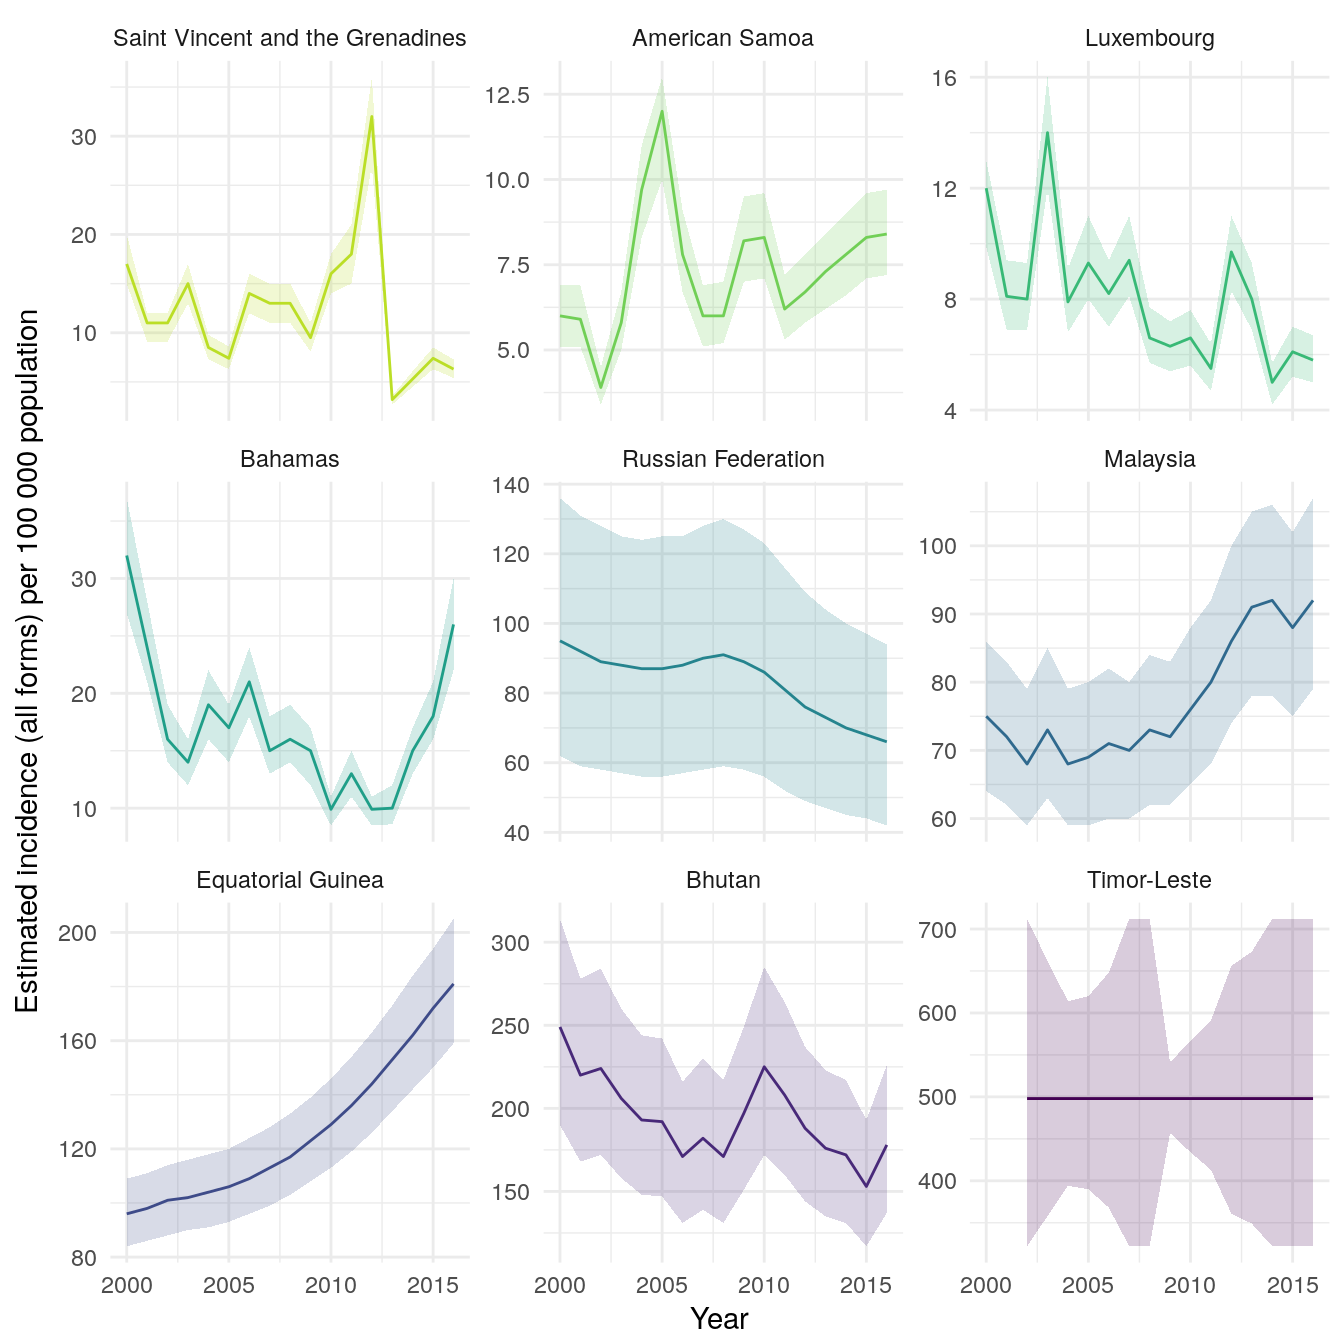 Saint Vincent and the Grenadines
American Samoa
Luxembourg
30
20
10
12.5
10.0
7.5
5.0
16
12
8
4
Estimated incidence (all forms) per 100 000 population
Bahamas
Russian Federation
Malaysia
30
20
10
140
120
100
80
60
40
100
90
80
70
60
Equatorial Guinea
Bhutan
Timor-Leste
200
160
120
80
300
250
200
150
700
600
500
400
2000 2005 2010 2015
2000 2005 2010 2015
2000 2005 2010 2015
Year